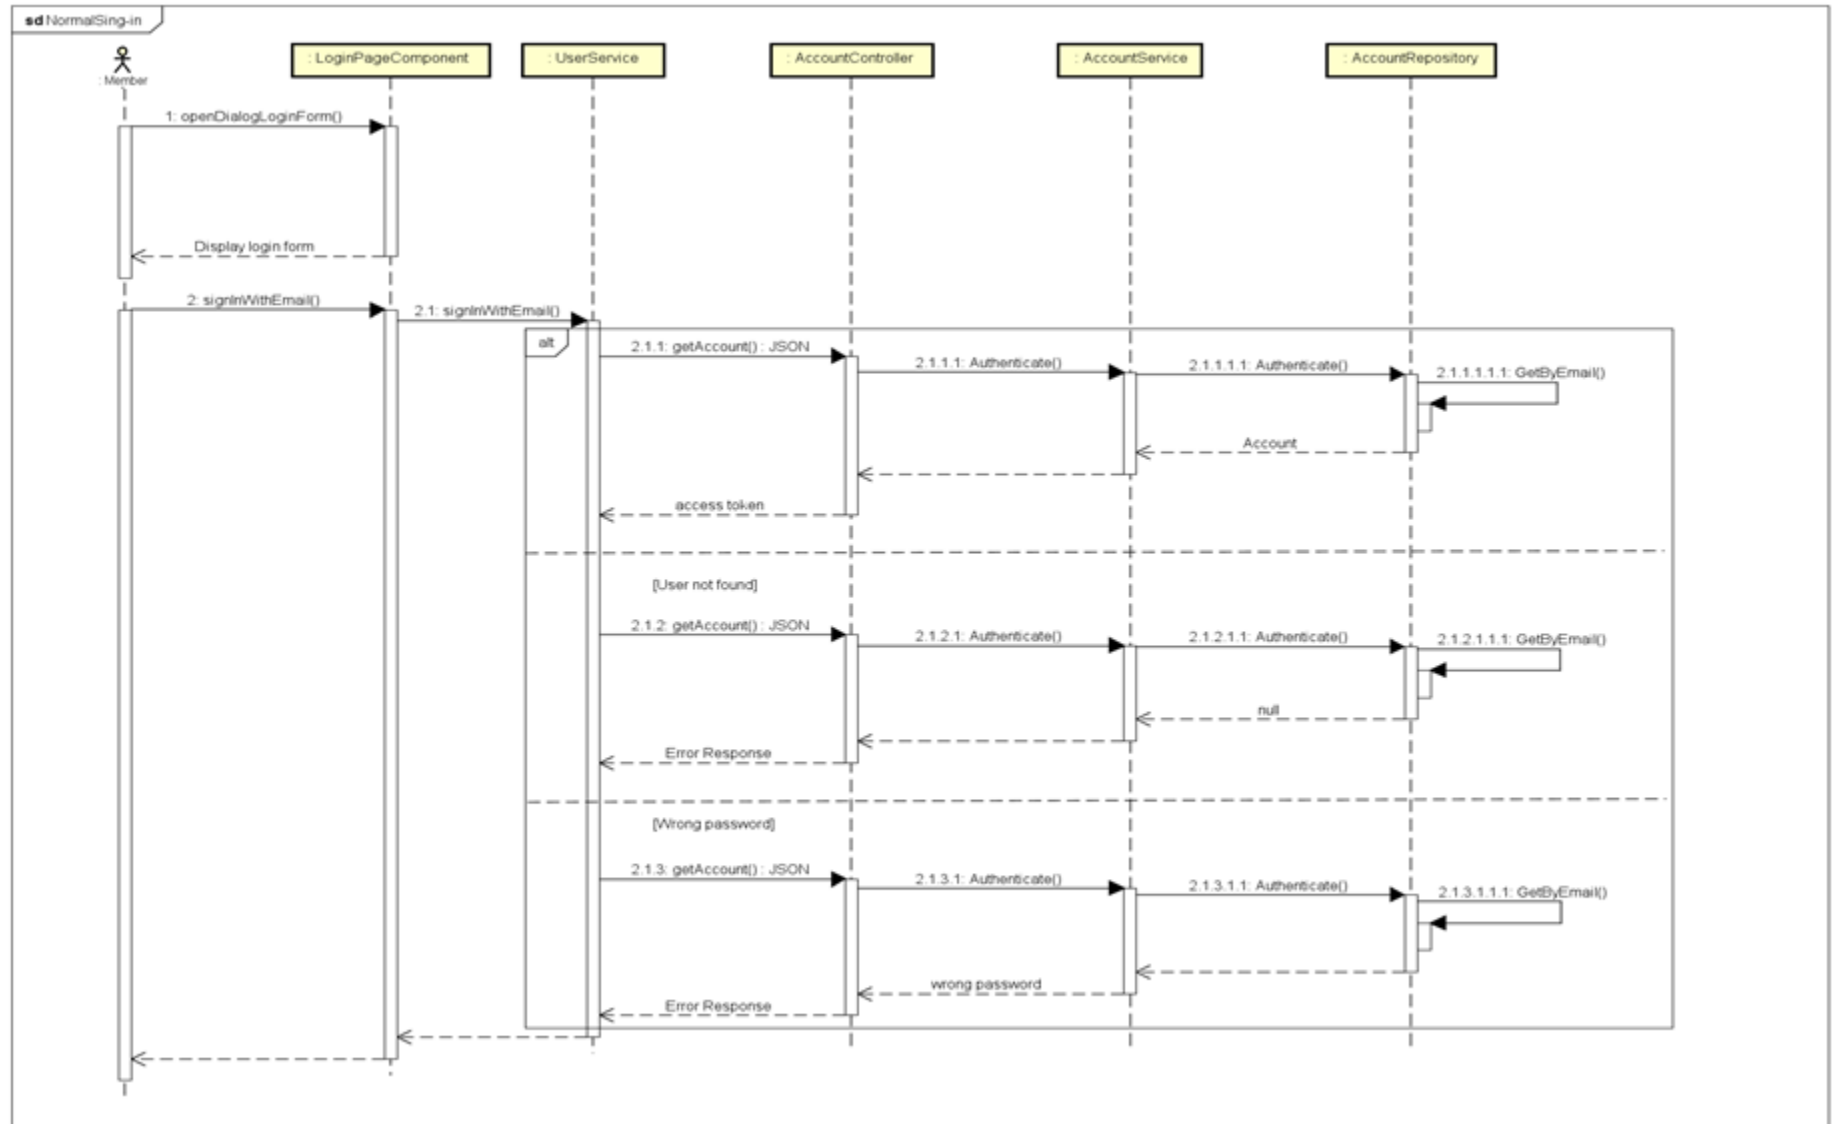 sd NormalSing-in
: Member
: LoginPageComponent
: UserService
: AccountController
: AccountService
: AccountRepository
1: openDialogLoginForm()
Display login form
2: signInWithEmail()
2.1: signInWithEmail()
alt
2.1.1: getAccount() : JSON
2.1.1.1: Authenticate()
2.1.1.1.1: Authenticate()
2.1.1.1.1.1: GetByEmail()
Account
access token
[User not found]
2.1.2: getAccount() : JSON
2.1.2.1: Authenticate()
2.1.2.1.1: Authenticate()
2.1.2.1.1.1: GetByEmail()
null
Error Response
[Wrong password]
2.1.3: getAccount() : JSON
2.1.3.1: Authenticate()
2.1.3.1.1: Authenticate()
2.1.3.1.1.1: GetByEmail()
wrong password
Error Response